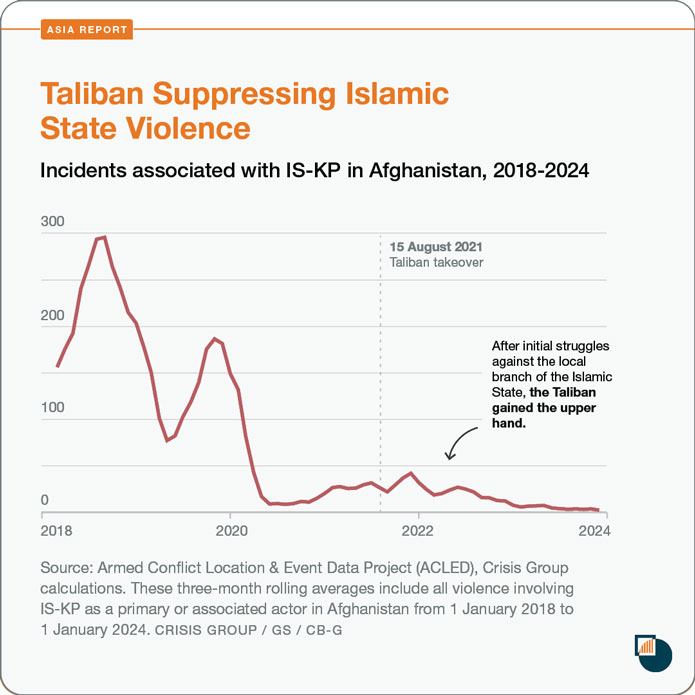 ASIA REPORT
Taliban Suppressing Islamic
State Violence
Incidents associated with IS-KP in Afghanistan, 2018-2024
300
15 August 2021
Taliban takeover
200
After initial struggles
against the local
branch of the Islamic
State, the Taliban
gained the upper
hand.
100
0
2018
2020
2022
2024
Source: Armed Conflict Location & Event Data Project (ACLED), Crisis Group
calculations. These three-month rolling averages include all violence involving
IS-KP as a primary or associated actor in Afghanistan from 1 January 2018 to
1 January 2024. CRISIS GROUP / GS / CB-G